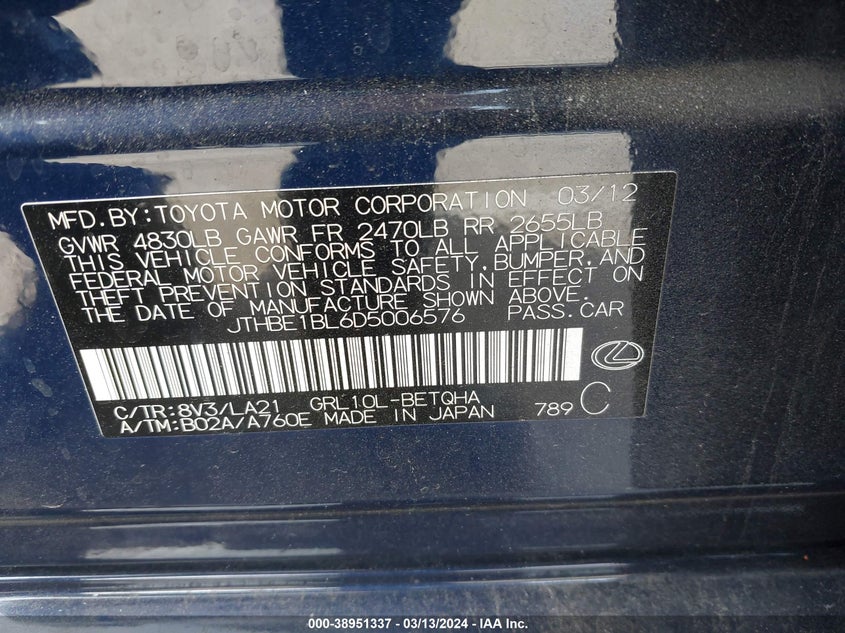 MFD.BY:TOYOTA MOTOR CORPORATION 03/12
GVWR 4830LB GAWR FR 2470LB RR 2655LB
THIS VEHICLE CONFORMS TO ALL APPLICABLE
FEDERAL MOTOR VEHICLE SAFETY,BUMPER,AND
THEFT PREVENTION STANDARDS IN EFFECT ON
THE DATE OF MANUFACTURE SHOWN ABOVE.
JTHBE1BL6D5006576 PASS.CAR
C/TR:8V3/LA21 GRL10L-BETQHA
A/TM:B02A/A760E MADE IN JAPAN 789 C
000-38951337 - 03/13/2024 - IAA Inc.